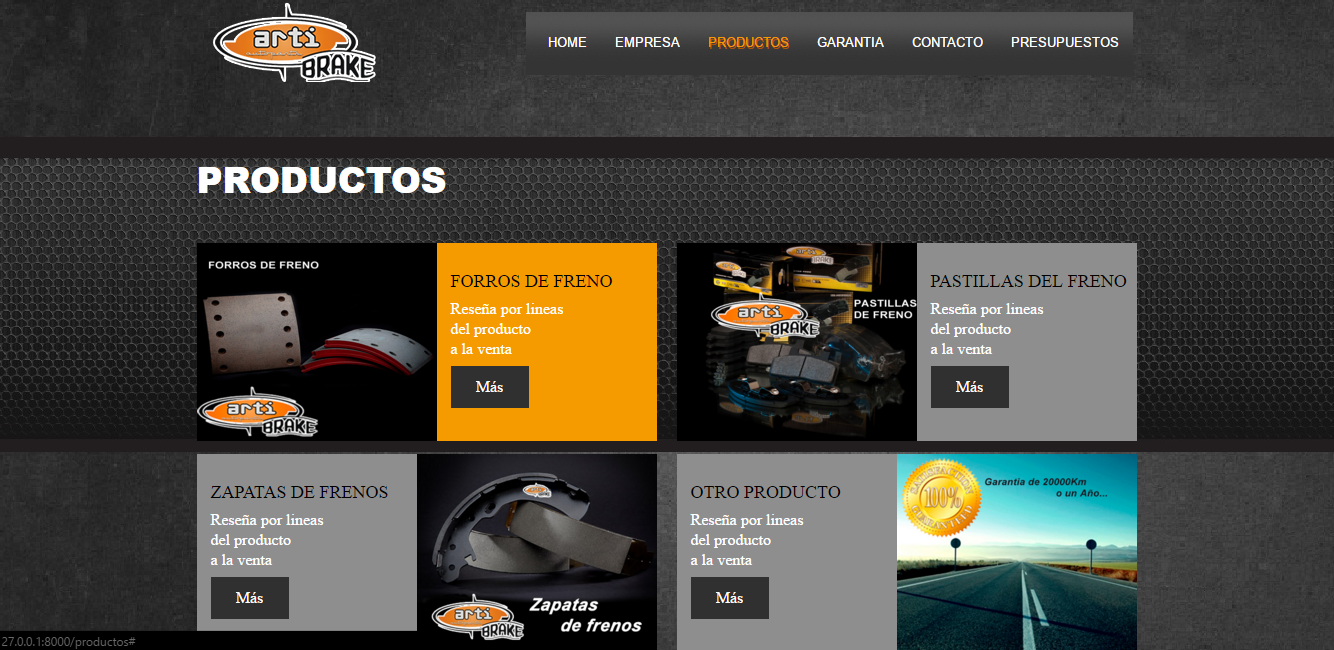 arti
BRAKE
HOME EMPRESA PRODUCTOS GARANTIA CONTACTO PRESUPUESTOS
PRODUCTOS
FORROS DE FRENO
arti
BRAKE
FORROS DE FRENO
Reseña por lineas
del producto
a la venta
Más
PASTILLAS
DE FRENO
arti
BRAKE
PASTILLAS DEL FRENO
Reseña por lineas
del producto
a la venta
Más
ZAPATAS DE FRENOS
Reseña por lineas
del producto
a la venta
Más
arti
BRAKE
Zapatas
de frenos
OTRO PRODUCTO
Reseña por lineas
del producto
a la venta
Más
100%
Garantia de 20000Km
o un Año...
27.0.0.1:8000/productos#